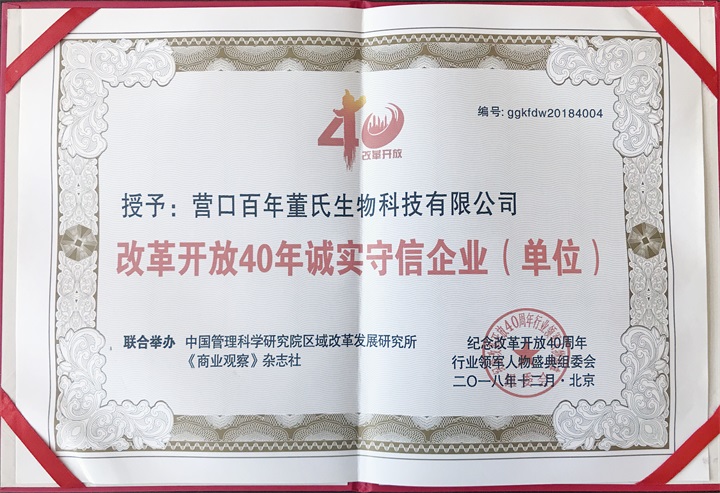 40
改革开放
编号: ggkfdw20184004
授予：营口百年董氏生物科技有限公司
改革开放40年诚实守信企业（单位）
联合举办 中国管理科学研究院区域改革发展研究所
《商业观察》杂志社
纪念改革开放40周年
行业领军人物盛典组委会
二〇一八年十二月·北京